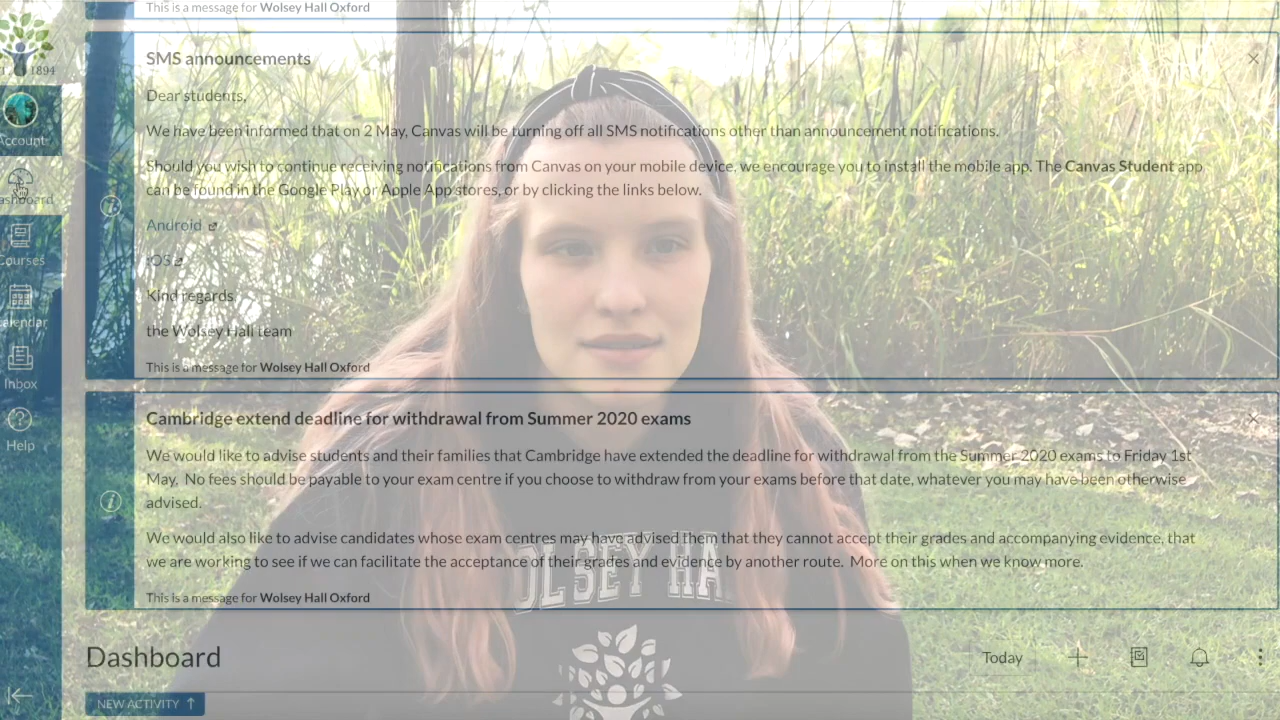 This is a message for Wolsey Hall Oxford
1894
SMS announcements
Dear students,
We have been informed that on 2 May, Canvas will be turning off all SMS notifications other than announcement notifications.
Should you wish to continue receiving notifications from Canvas on your mobile device, we encourage you to install the mobile app. The Canvas Student app
can be found in the Google Play or Apple App stores, or by clicking the links below.
Android
iOS
Kind regards,
the Wolsey Hall team
This is a message for Wolsey Hall Oxford
Account
ashboard
Courses
alendar
Inbox
Help
Cambridge extend deadline for withdrawal from Summer 2020 exams
We would like to advise students and their families that Cambridge have extended the deadline for withdrawal from the Summer 2020 exams to Friday 1st
May. No fees should be payable to your exam centre if you choose to withdraw from your exams before that date, whatever you may have been otherwise
advised.
We would also like to advise candidates whose exam centres may have advised them that they cannot accept their grades and accompanying evidence, that
we are working to see if we can facilitate the acceptance of their grades and evidence by another route. More on this when we know more.
This is a message for Wolsey Hall Oxford
OLSEY HA
Dashboard
Today
NEW ACTIVITY